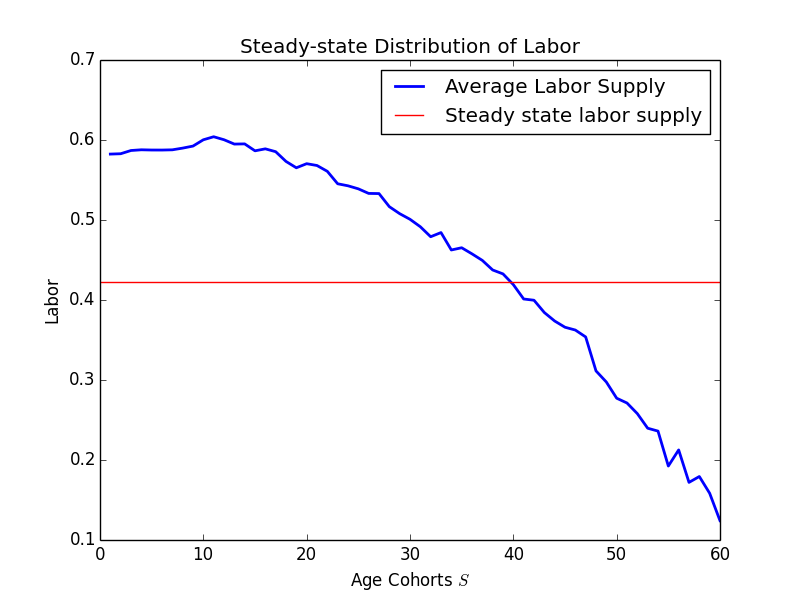 Steady-state Distribution of Labor
0.7
Average Labor Supply
Steady state labor supply
0.6
0.5
0.4
0.3
0.2
0.1
Labor
0 10 20 30 40 50 60
Age Cohorts S